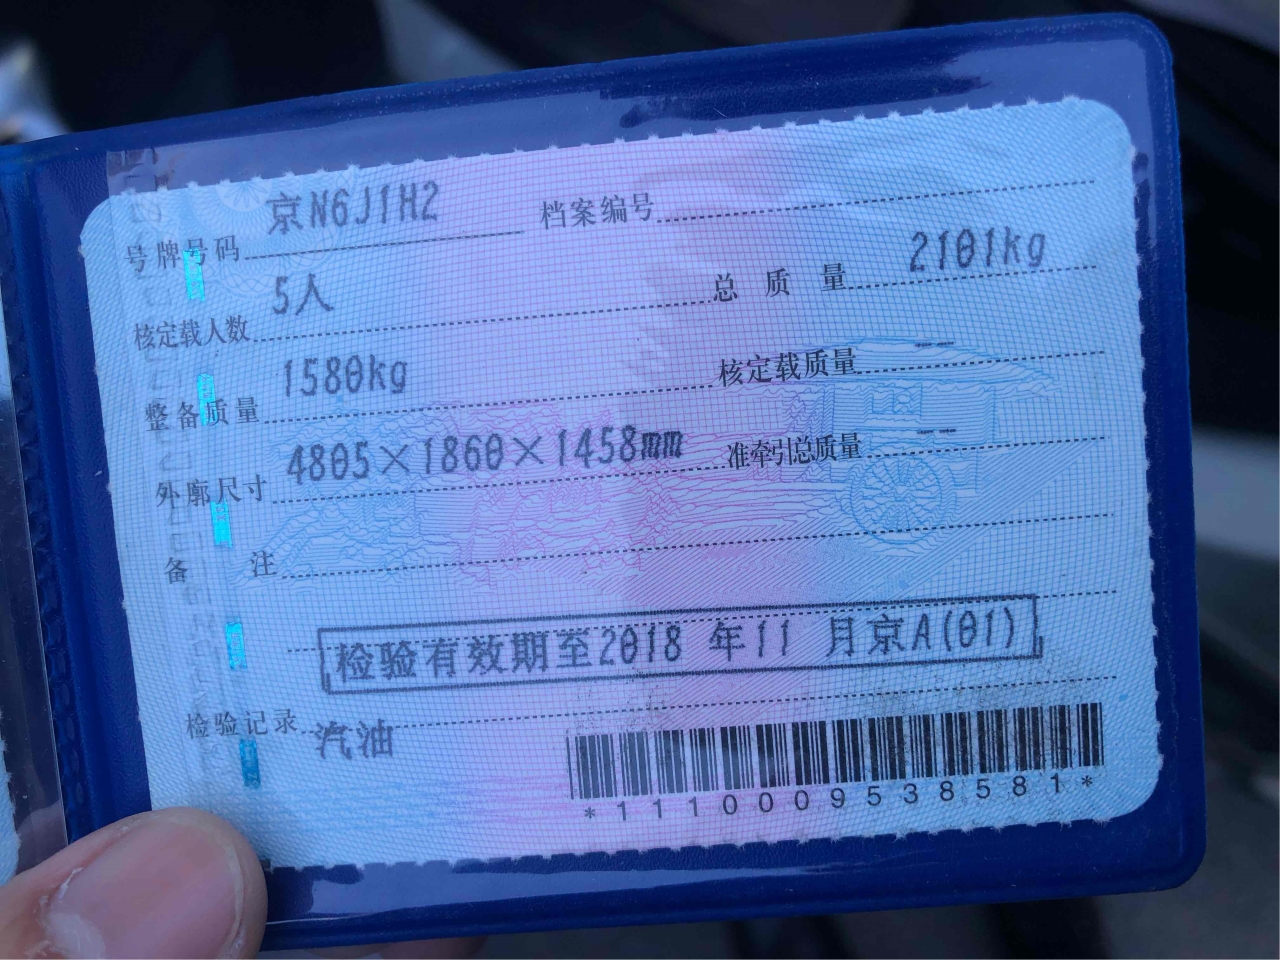 号牌号码 京N6J1H2 档案编号
核定载人数 5人 总质量 2101kg
整备质量 1580kg 核定载质量
外廓尺寸 4805×1860×1458mm 准牵引总质量
备注
检验有效期至2018 年11 月京A(01)
检验记录 汽油
*1110009538581*